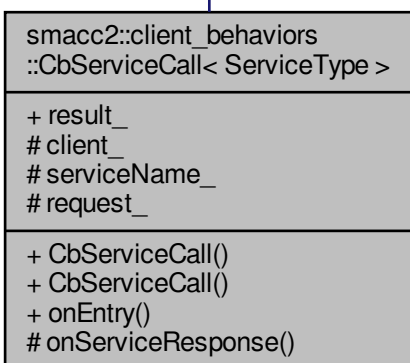 smacc2::client_behaviors
::CbServiceCall< ServiceType >
+ result_
# client_
# serviceName_
# request_
+ CbServiceCall()
+ CbServiceCall()
+ onEntry()
# onServiceResponse()